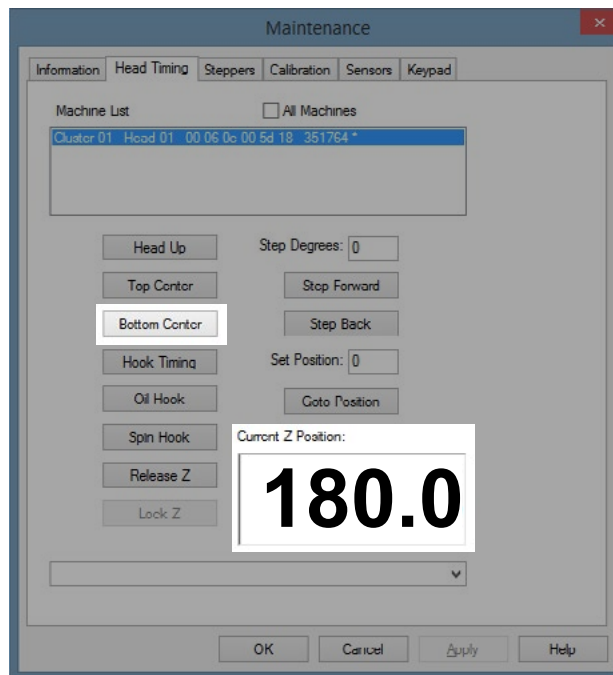 Maintenance
Information Head Timing Steppers Calibration Sensors Keypad
Machine List All Machines
Cluster 01 Head 01 00 06 0c 00 5d 18 351764 *
Head Up Step Degrees: 0
Top Center Step Forward
Bottom Center Step Back
Hook Timing Set Position: 0
Oil Hook Goto Position
Spin Hook Current Z Position:
Release Z 180.0
Lock Z
OK Cancel Apply Help